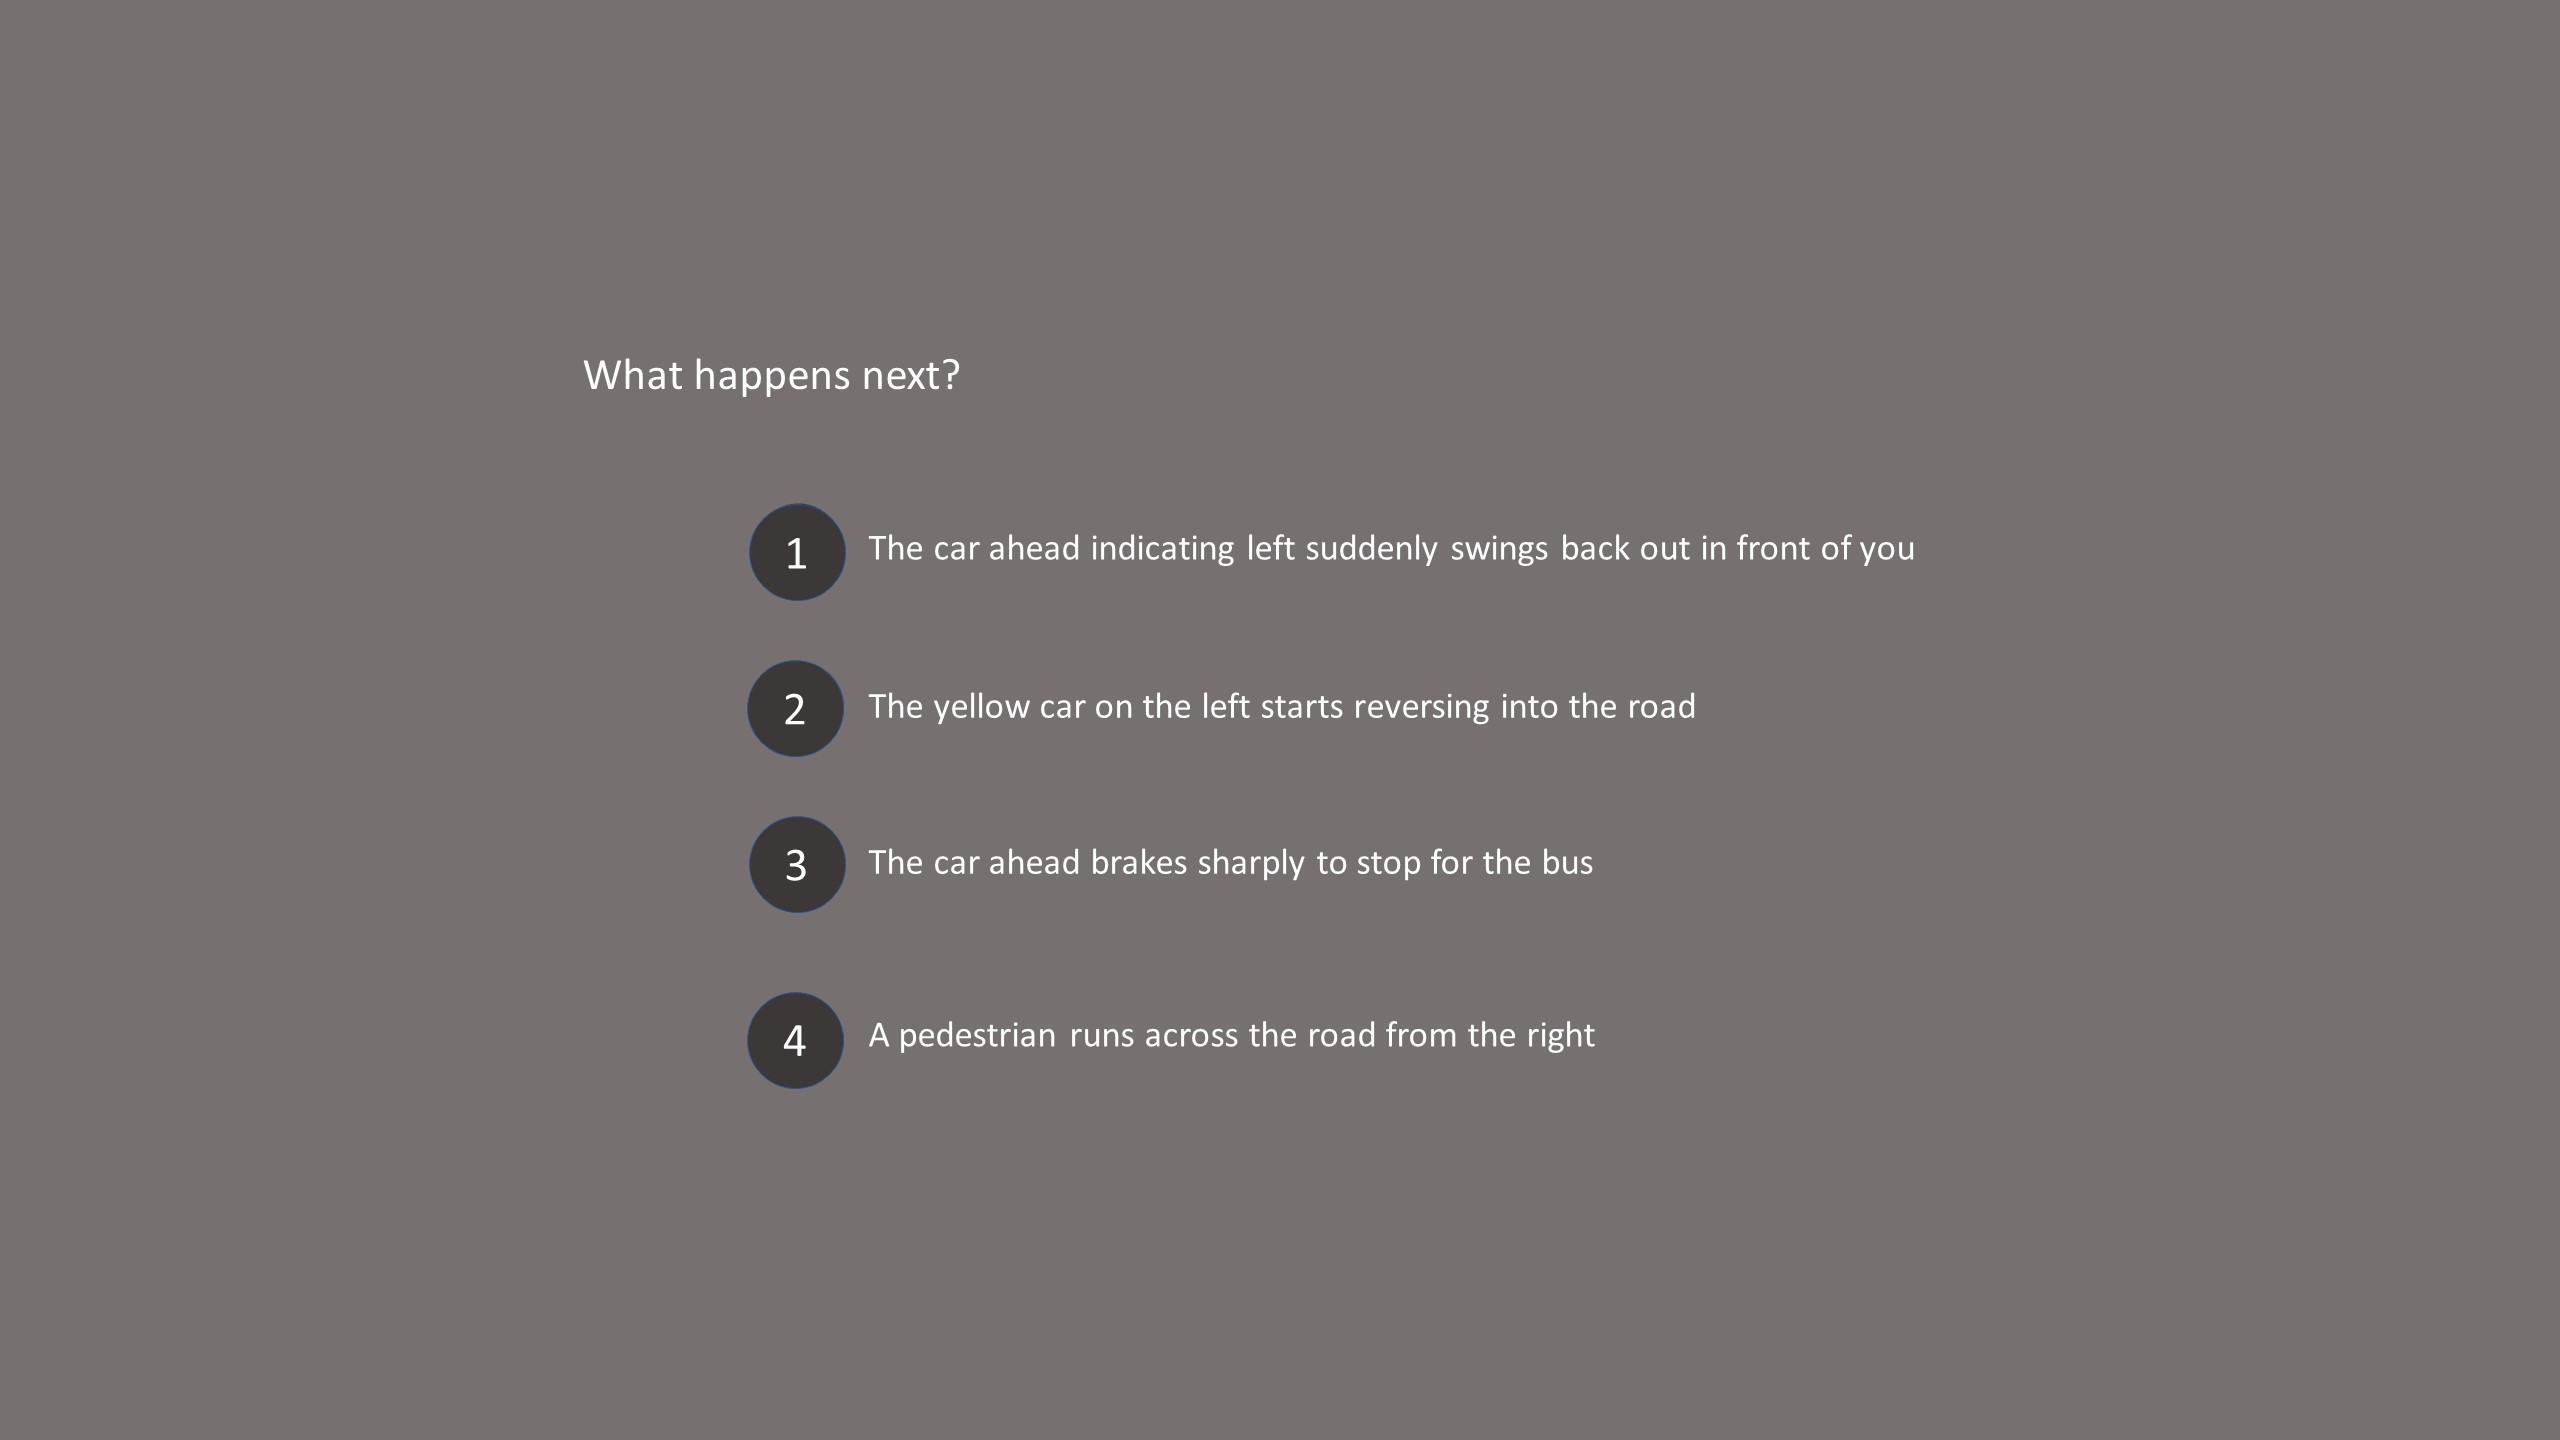 What happens next?
1 The car ahead indicating left suddenly swings back out in front of you
2 The yellow car on the left starts reversing into the road
3 The car ahead brakes sharply to stop for the bus
4 A pedestrian runs across the road from the right